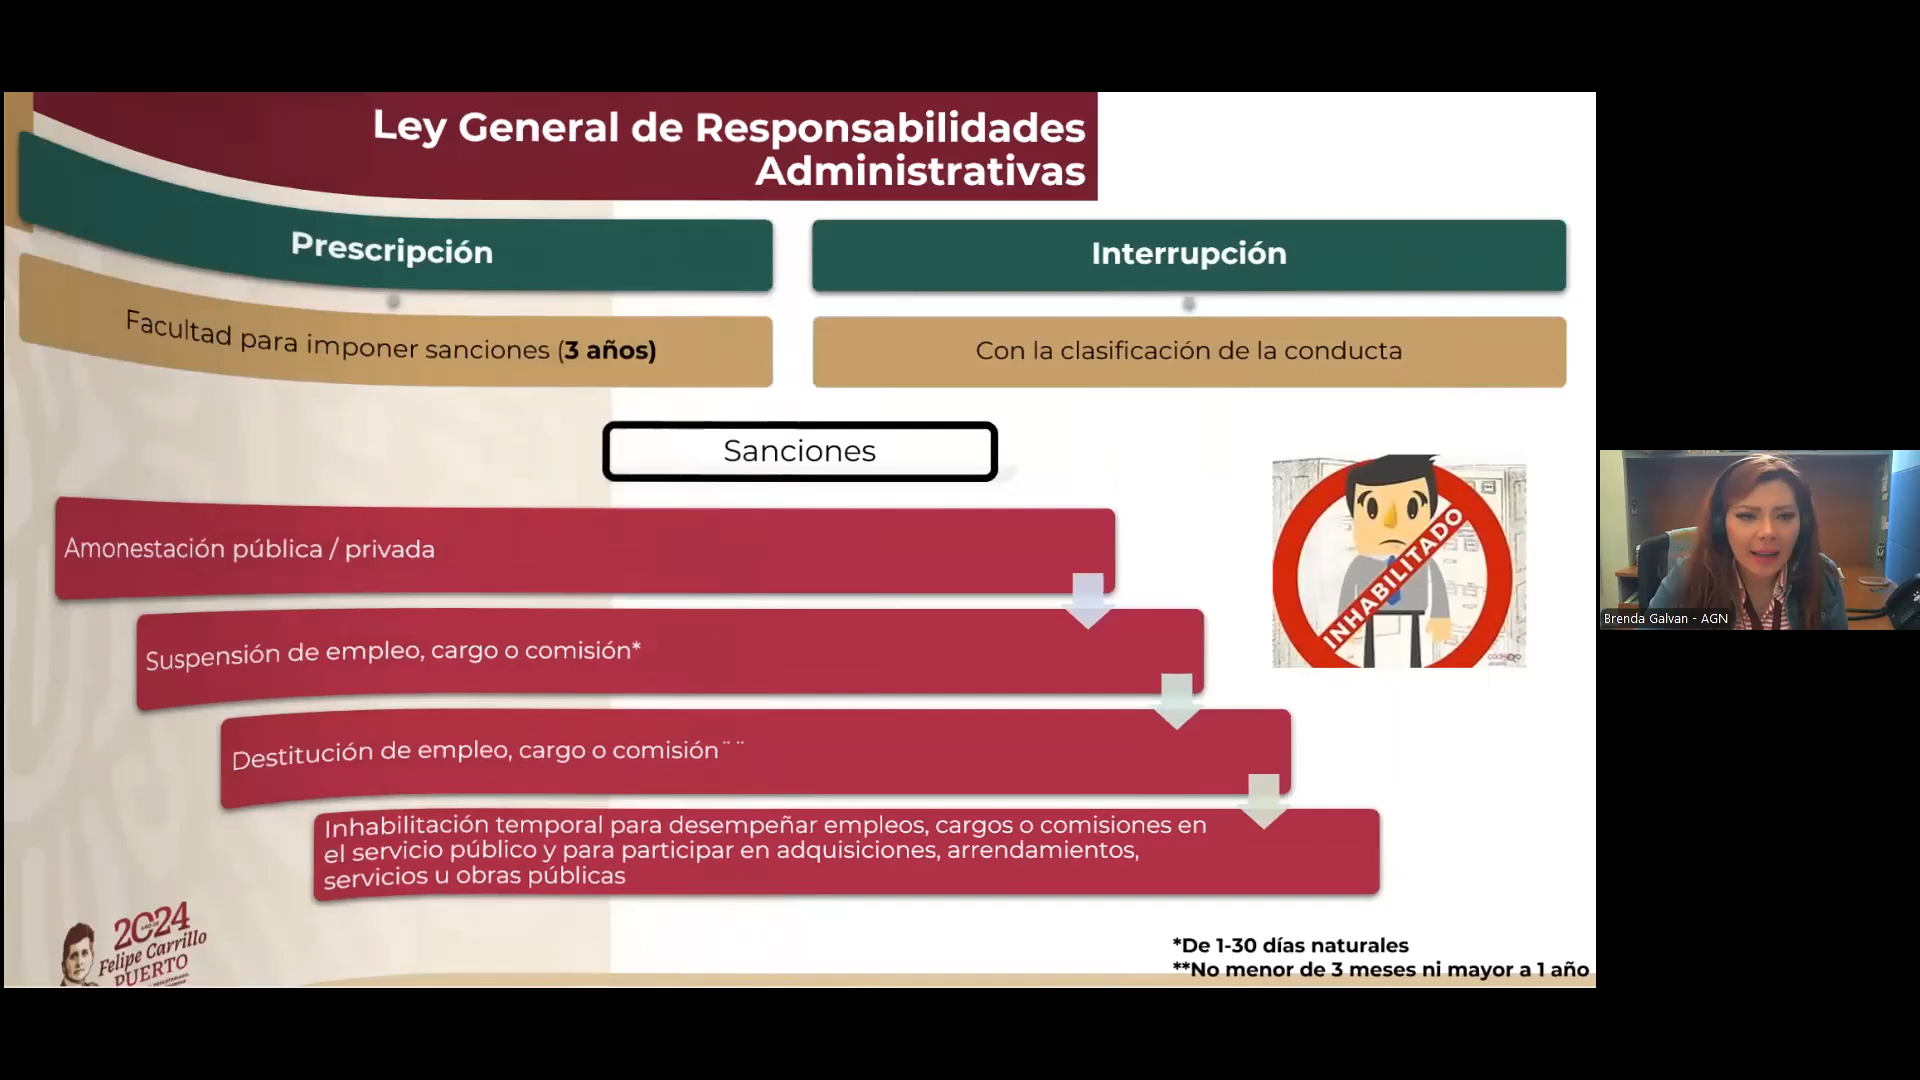 Ley General de Responsabilidades
Administrativas
Prescripción
Interrupción
Facultad para imponer sanciones (3 años)
Con la clasificación de la conducta
Sanciones
Amonestación pública / privada
Suspensión de empleo, cargo o comisión*
Destitución de empleo, cargo o comisión¨¨
Inhabilitación temporal para desempeñar empleos, cargos o comisiones en
el servicio público y para participar en adquisiciones, arrendamientos,
servicios u obras públicas
INHABILITADO
Brenda Galvan - AGN
2024
Felipe Carrillo
PUERTO
*De 1-30 días naturales
**No menor de 3 meses ni mayor a 1 año